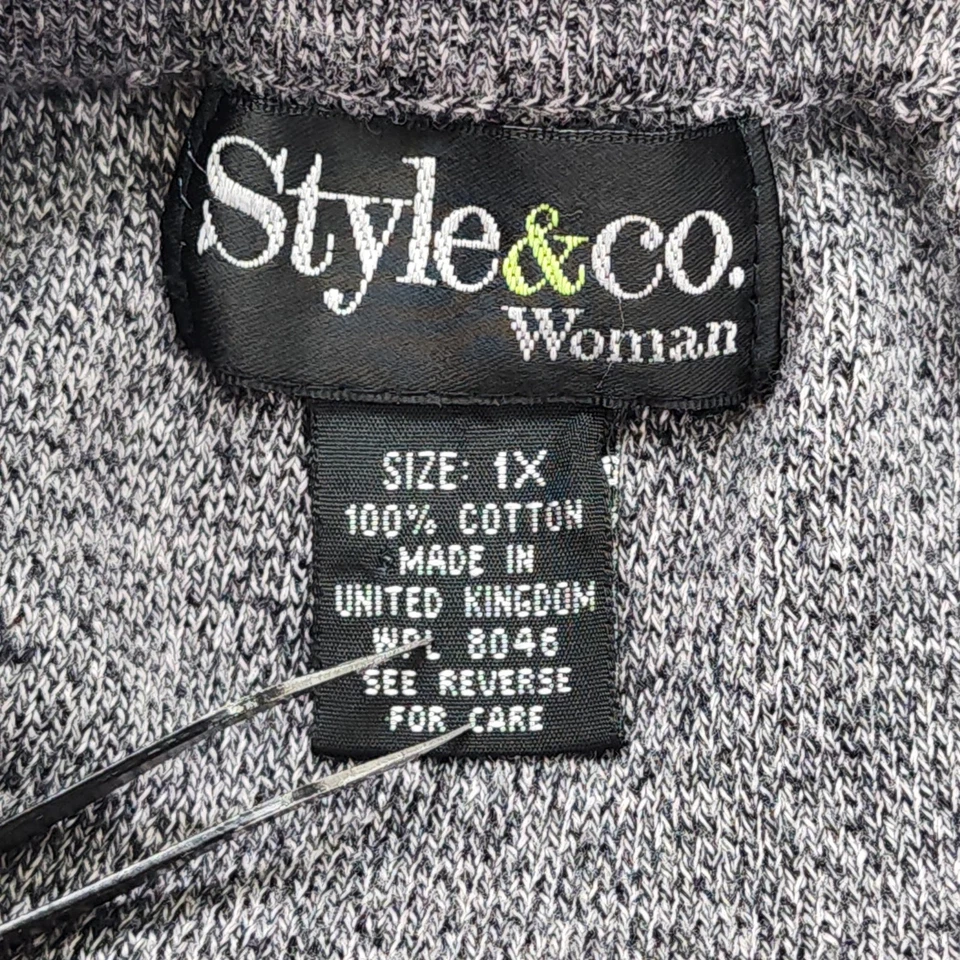 Style&co.
Woman
SIZE: 1X
100% COTTON
MADE IN
UNITED KINGDOM
WPL 8046
SEE REVERSE
FOR CARE